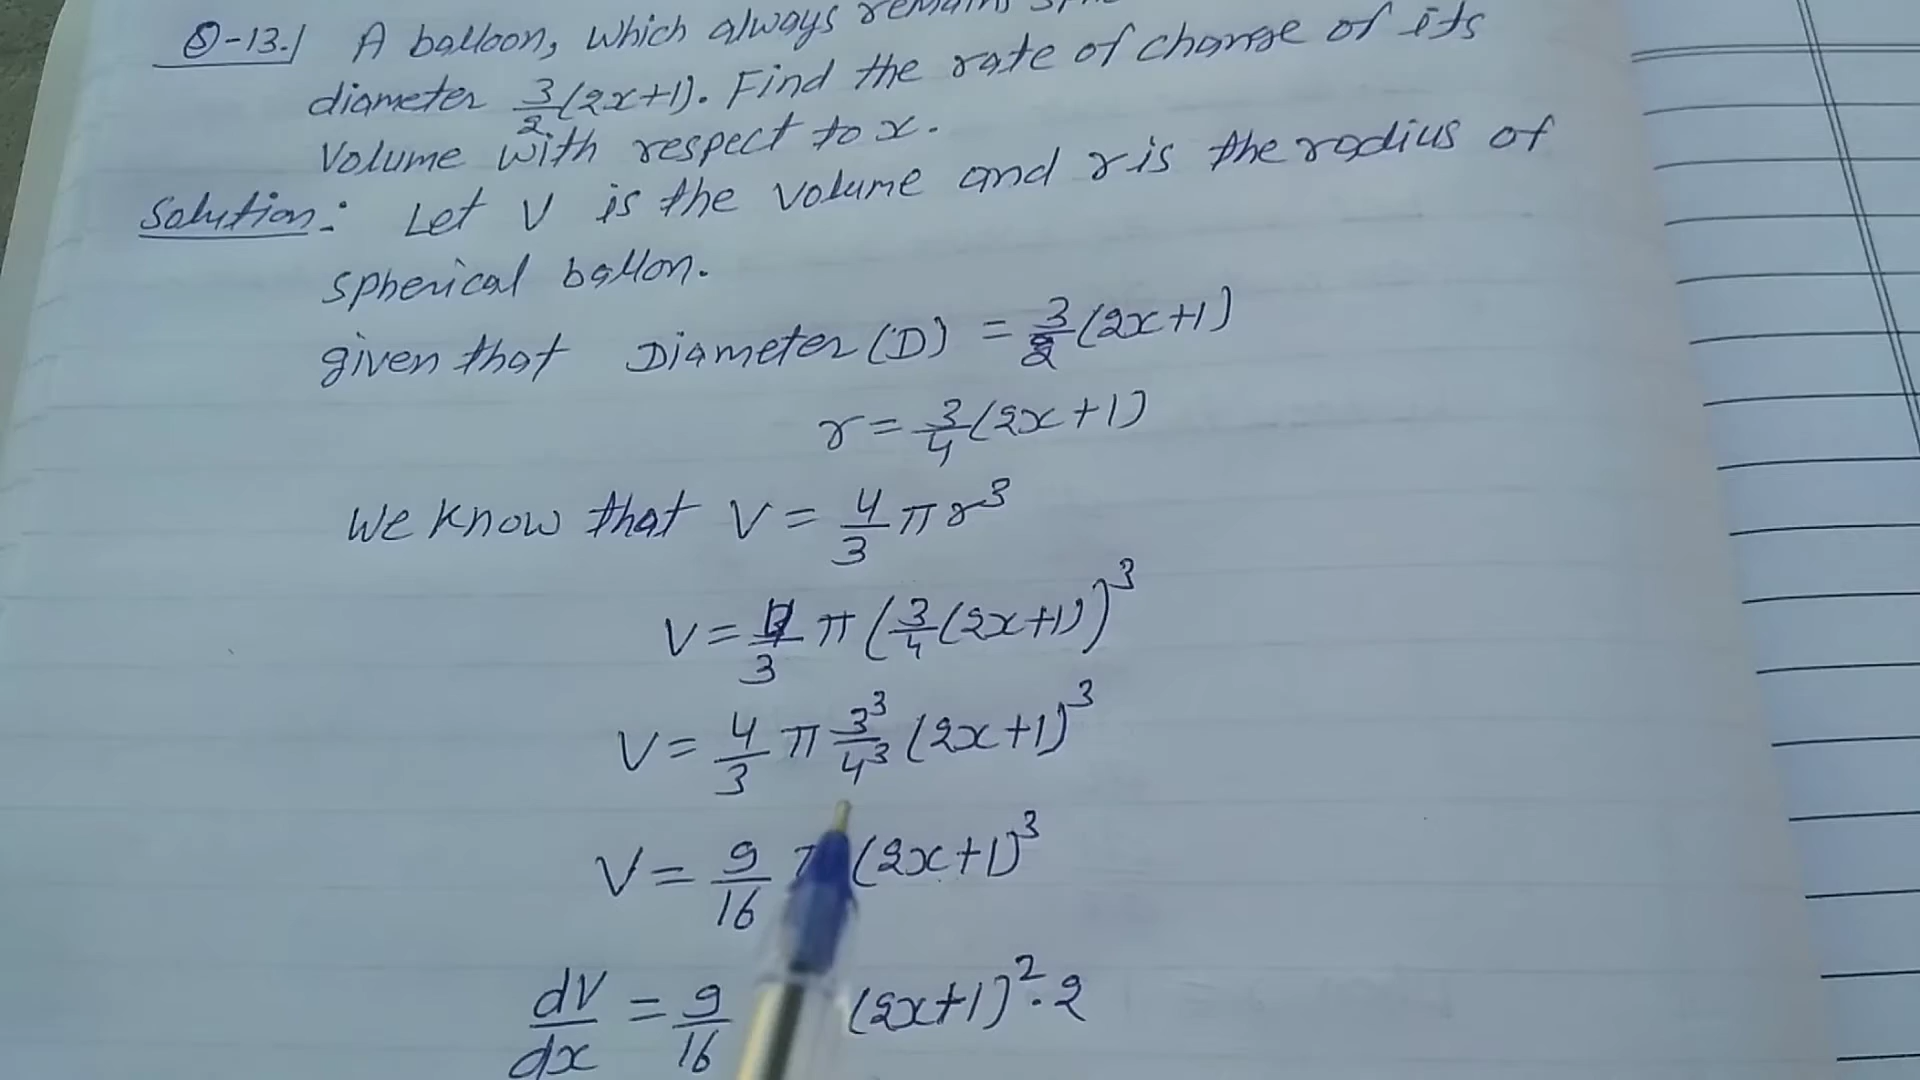 Q-13.| A balloon, which always remains
diameter 3/2(2x+1). Find the rate of change of its
Volume with respect to x.
Solution: Let V is the volume and r is the radius of
spherical ballon.
given that Diameter (D) = 3/2(2x+1)
r = 3/4(2x+1)
We know that V = 4/3 π r³
V = 4/3 π (3/4(2x+1))³
V = 4/3 π 3³/4³ (2x+1)³
V = 9/16 π (2x+1)³
dV/dx = 9/16 (2x+1)².2